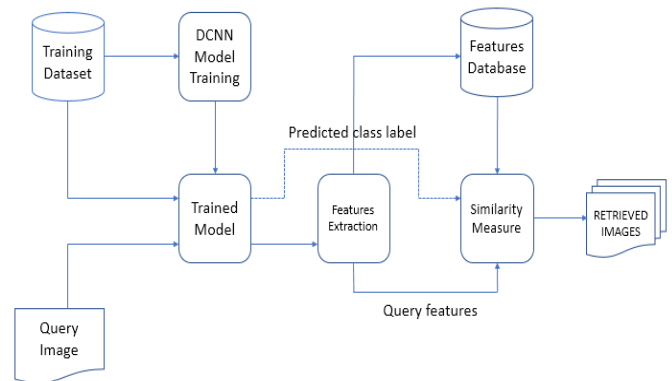 Training
Dataset
DCNN
Model
Training
Features
Database
Predicted class label
Trained
Model
Features
Extraction
Similarity
Measure
RETRIEVED
IMAGES
Query features
Query
Image